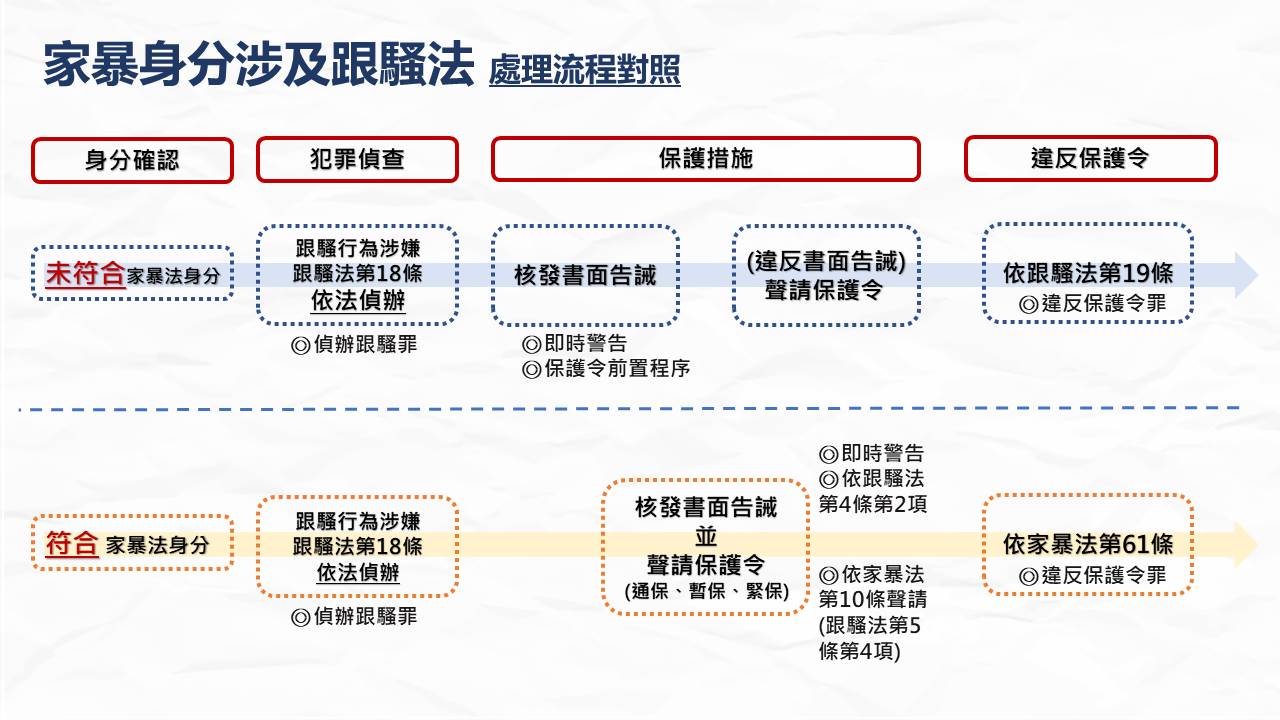 家暴身分涉及跟騷法 處理流程對照
身分確認
犯罪偵查
保護措施
違反保護令
未符合家暴法身分
跟騷行為涉嫌
跟騷法第18條
依法偵辦
◎偵辦跟騷罪
核發書面告誡
◎即時警告
◎保護令前置程序
(違反書面告誡)
聲請保護令
依跟騷法第19條
◎違反保護令罪
符合 家暴法身分
跟騷行為涉嫌
跟騷法第18條
依法偵辦
◎偵辦跟騷罪
核發書面告誡
並
聲請保護令
(通保、暫保、緊保)
◎即時警告
◎依跟騷法
第4條第2項
◎依家暴法
第10條聲請
(跟騷法第5
條第4項)
依家暴法第61條
◎違反保護令罪